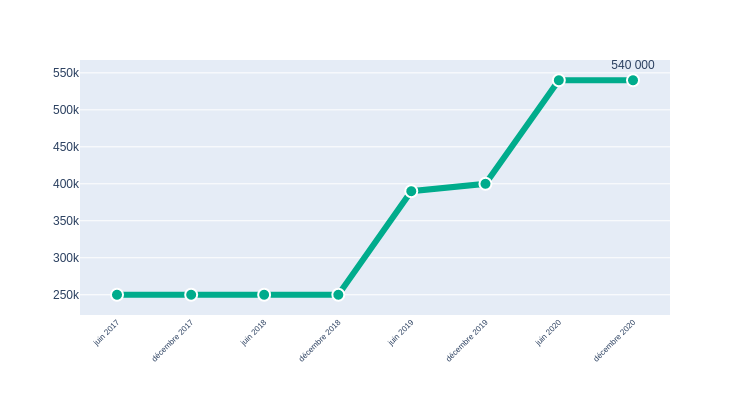 540 000
550k
500k
450k
400k
350k
300k
250k
juin 2017
décembre 2017
juin 2018
décembre 2018
juin 2019
décembre 2019
juin 2020
décembre 2020